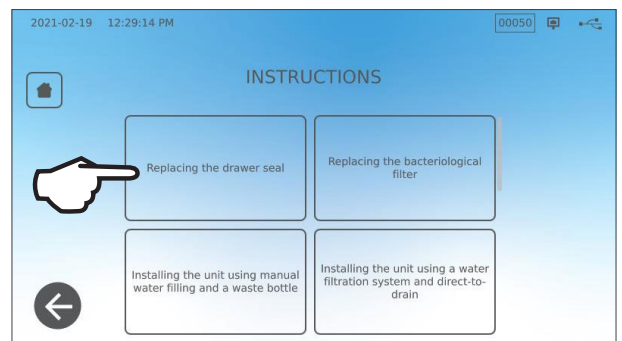 2021-02-19 12:29:14 PM
00050
INSTRUCTIONS
Replacing the drawer seal
Replacing the bacteriological
filter
Installing the unit using manual
water filling and a waste bottle
Installing the unit using a water
filtration system and direct-to-
drain